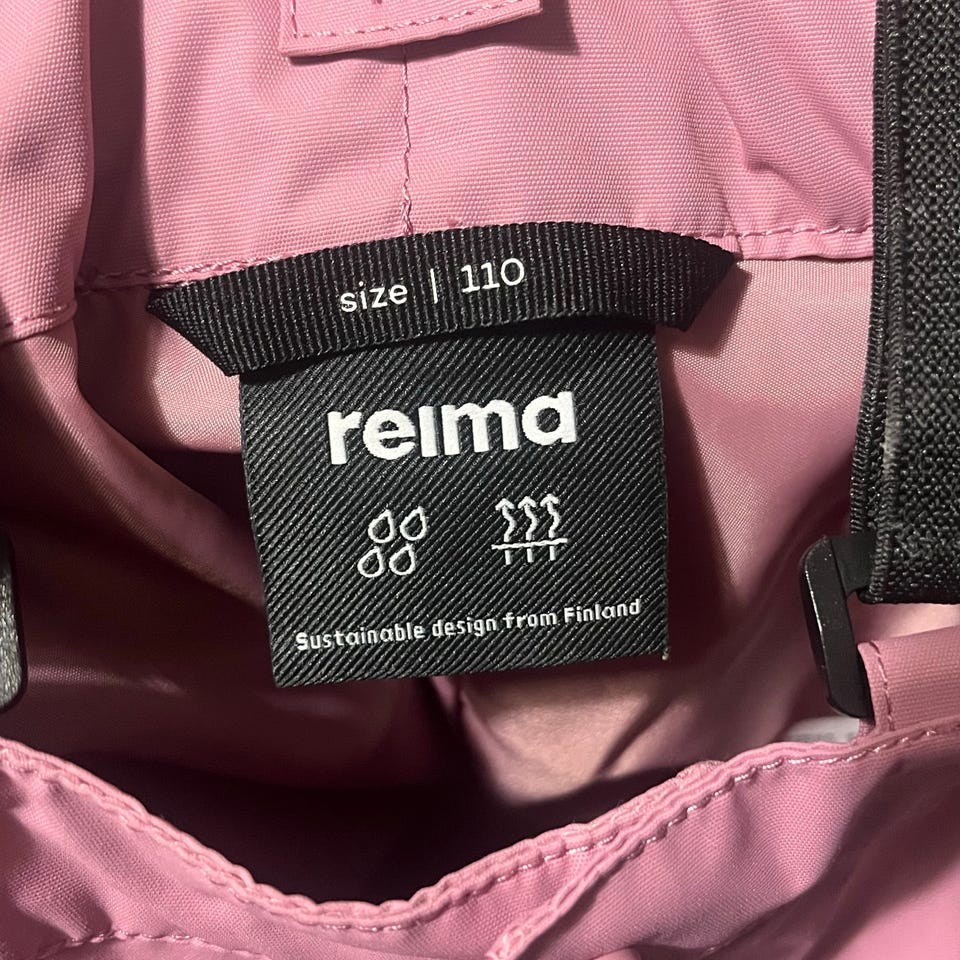 size | 110
reima
Sustainable design from Finland